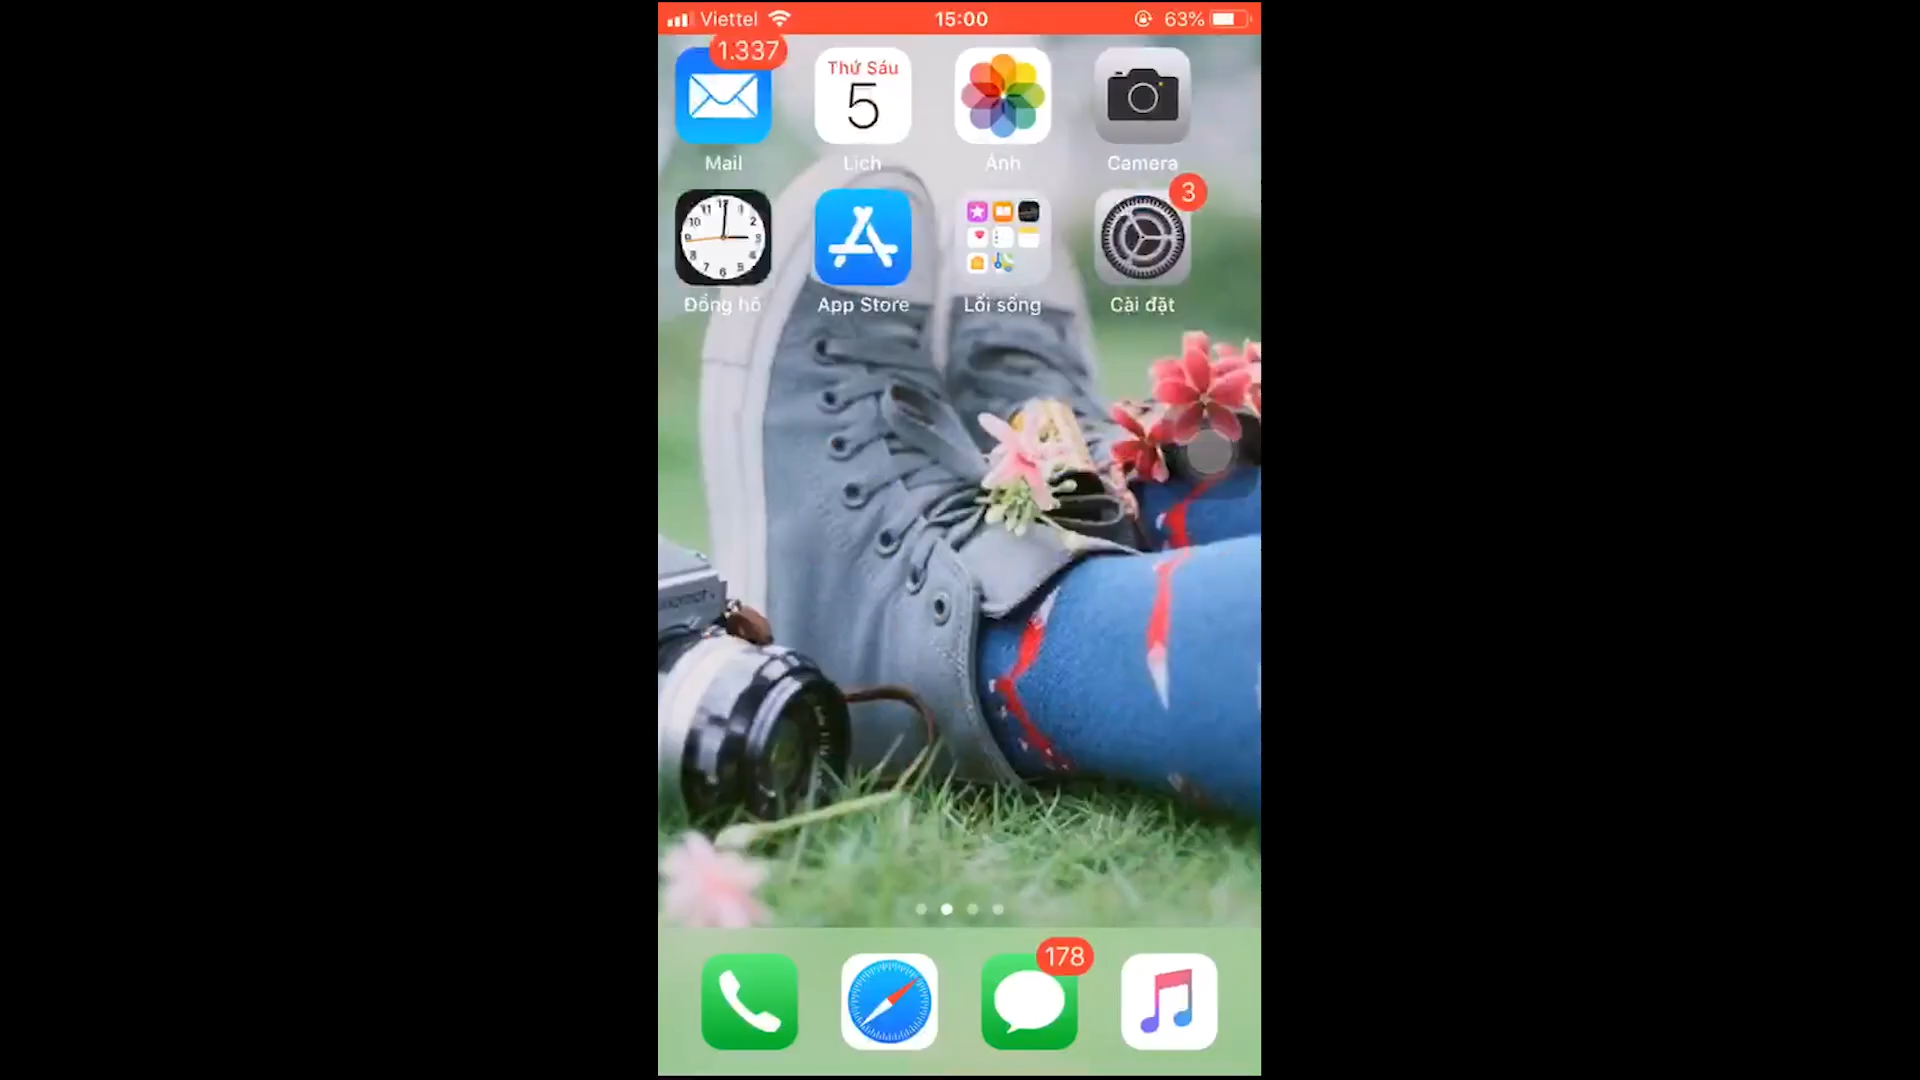 Viettel 15:00 63%
1.337
Thứ Sáu
5
Mail Lịch Ảnh Camera
3
Đồng hồ App Store Lối sống Cài đặt
178